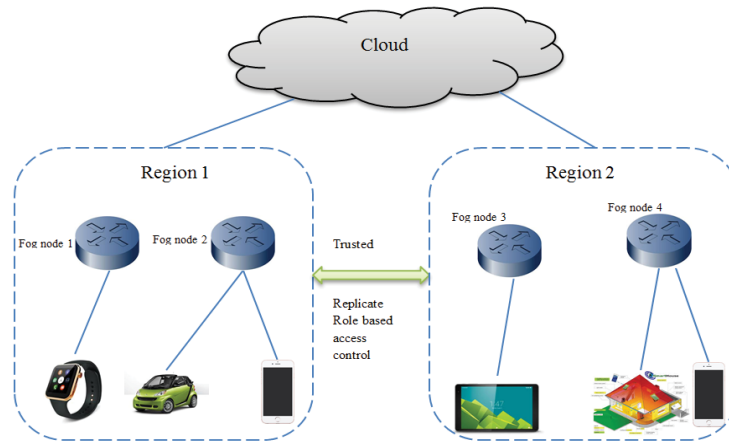 Cloud
Region 1
Region 2
Fog node 1
Fog node 2
Fog node 3
Fog node 4
Trusted
Replicate
Role based
access
control